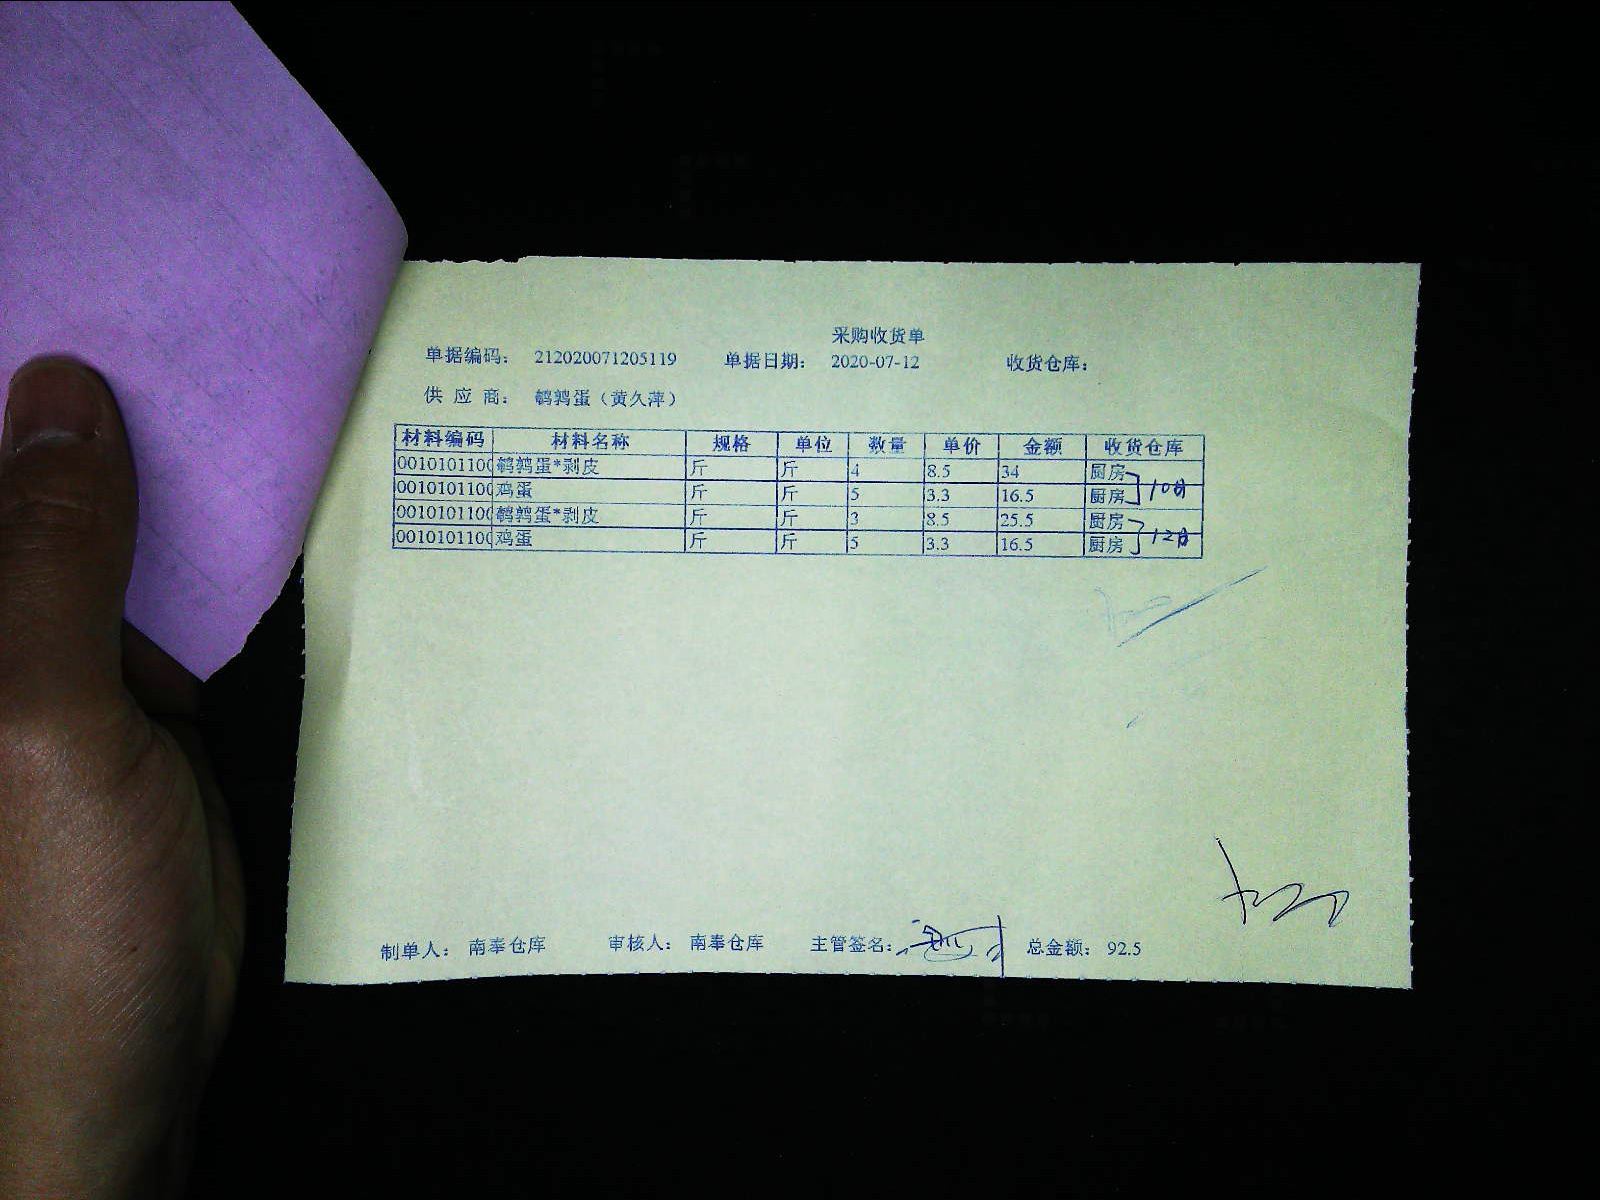 采购收货单
单据编码： 212020071205119 单据日期： 2020-07-12 收货仓库：
供 应 商： 鹌鹑蛋（黄久萍）
材料编码 材料名称 规格 单位 数量 单价 金额 收货仓库
0010101100 鹌鹑蛋*剥皮 斤 斤 4 8.5 34 厨房
0010101100 鸡蛋 斤 斤 5 3.3 16.5 厨房 10日
0010101100 鹌鹑蛋*剥皮 斤 斤 3 8.5 25.5 厨房
0010101100 鸡蛋 斤 斤 5 3.3 16.5 厨房 12日
制单人： 南奉仓库 审核人： 南奉仓库 主管签名： 总金额： 92.5